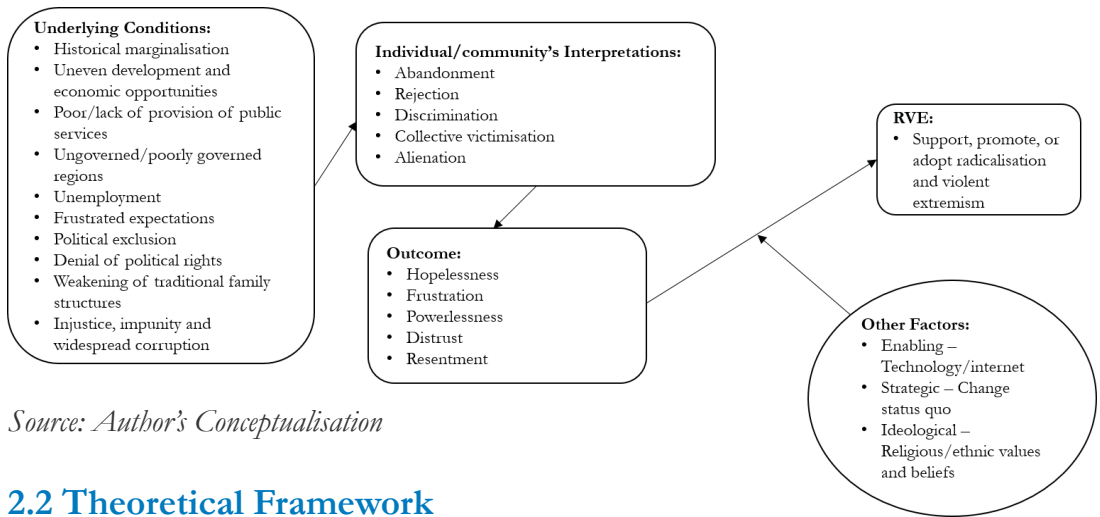 Underlying Conditions:
• Historical marginalisation
• Uneven development and
economic opportunities
• Poor/lack of provision of public
services
• Ungoverned/poorly governed
regions
• Unemployment
• Frustrated expectations
• Political exclusion
• Denial of political rights
• Weakening of traditional family
structures
• Injustice, impunity and
widespread corruption
Individual/community's Interpretations:
• Abandonment
• Rejection
• Discrimination
• Collective victimisation
• Alienation
Outcome:
• Hopelessness
• Frustration
• Powerlessness
• Distrust
• Resentment
RVE:
• Support, promote, or
adopt radicalisation
and violent
extremism
Other Factors:
• Enabling –
Technology/internet
• Strategic – Change
status quo
• Ideological –
Religious/ethnic values
and beliefs
Source: Author's Conceptualisation
2.2 Theoretical Framework